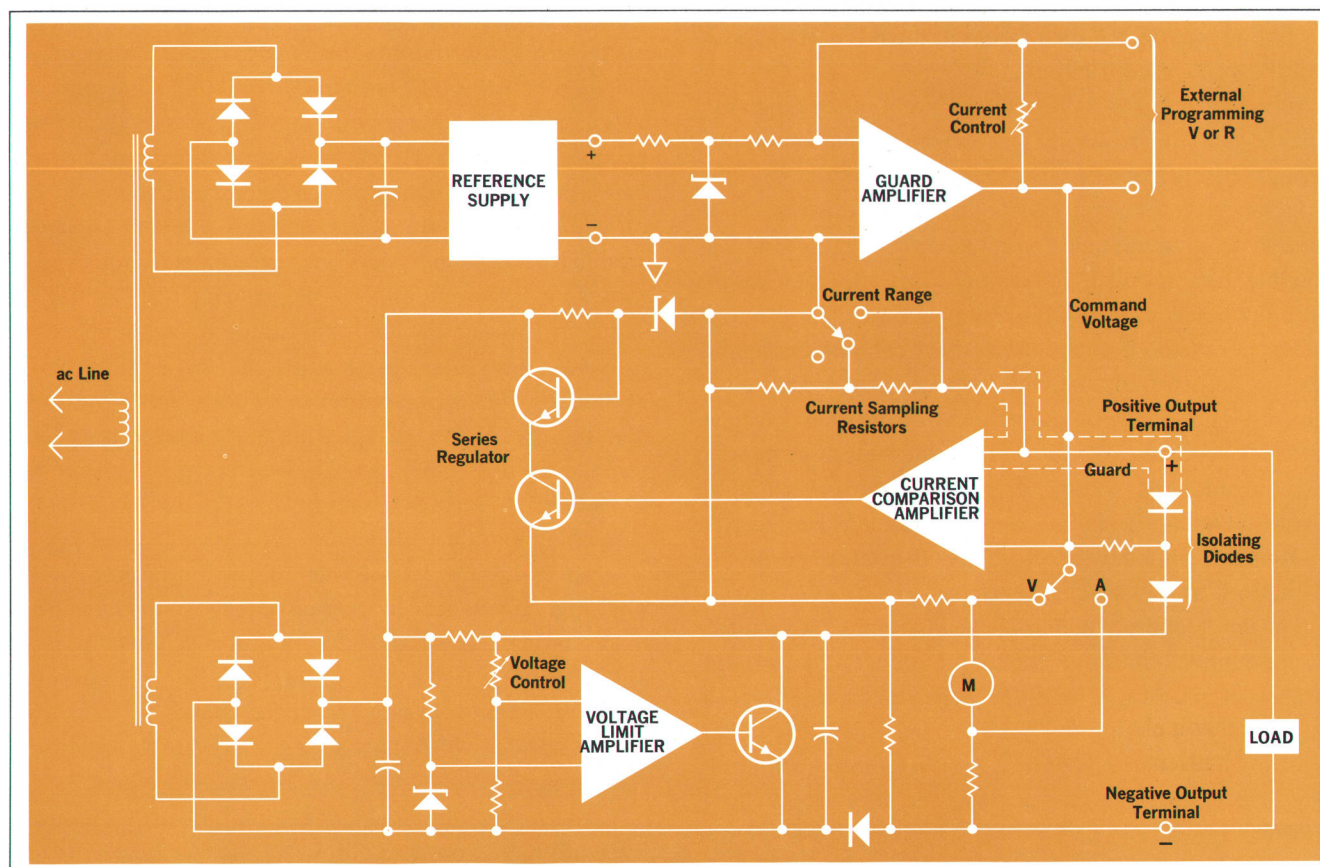 External
Programming
V or R
Current
Control
+
REFERENCE
SUPPLY
GUARD
AMPLIFIER
−
Current Range
Command
Voltage
ac Line
Current Sampling
Resistors
Positive Output
Terminal
Series
Regulator
+
Guard
CURRENT
COMPARISON
AMPLIFIER
Isolating
Diodes
V
A
Voltage
Control
M
VOLTAGE
LIMIT
AMPLIFIER
LOAD
Negative Output
Terminal
−